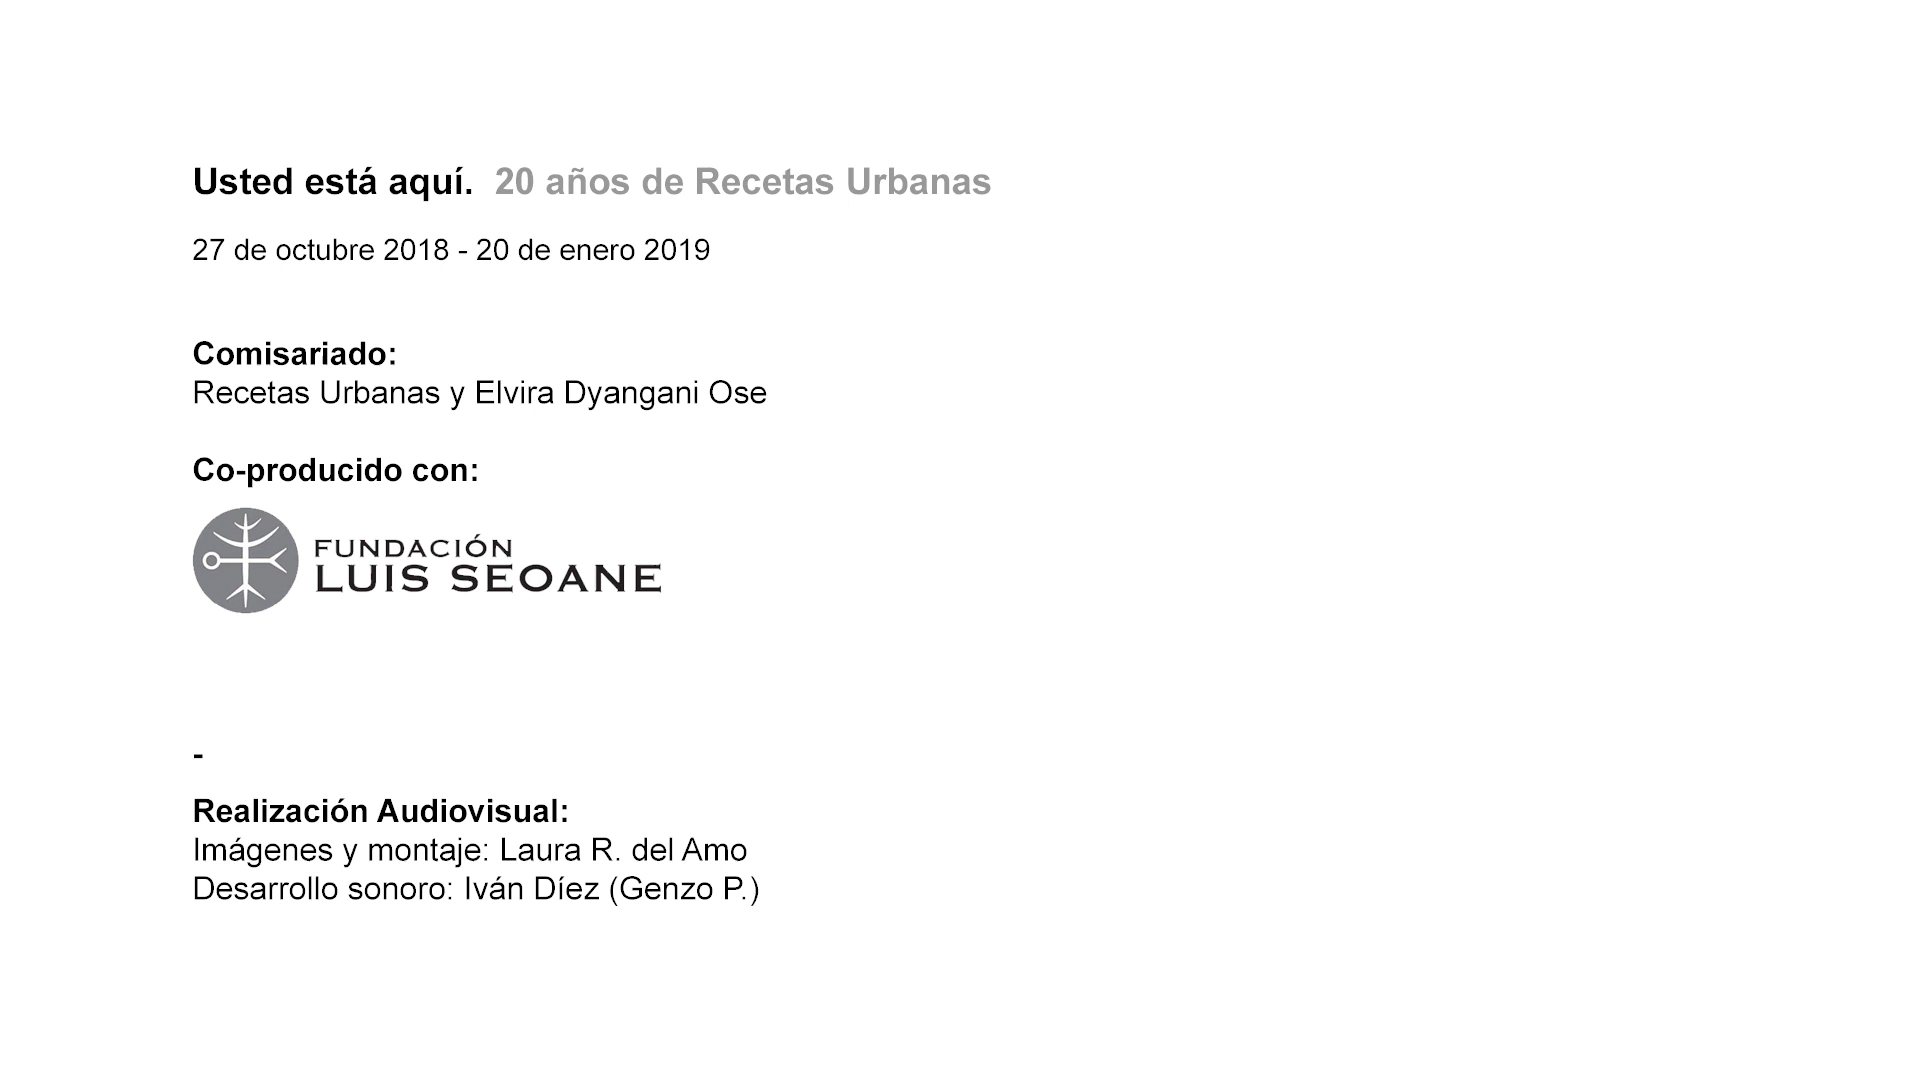 Usted está aquí. 20 años de Recetas Urbanas
27 de octubre 2018 - 20 de enero 2019
Comisariado:
Recetas Urbanas y Elvira Dyangani Ose
Co-producido con:
FUNDACIÓN
LUIS SEOANE
-
Realización Audiovisual:
Imágenes y montaje: Laura R. del Amo
Desarrollo sonoro: Iván Díez (Genzo P.)